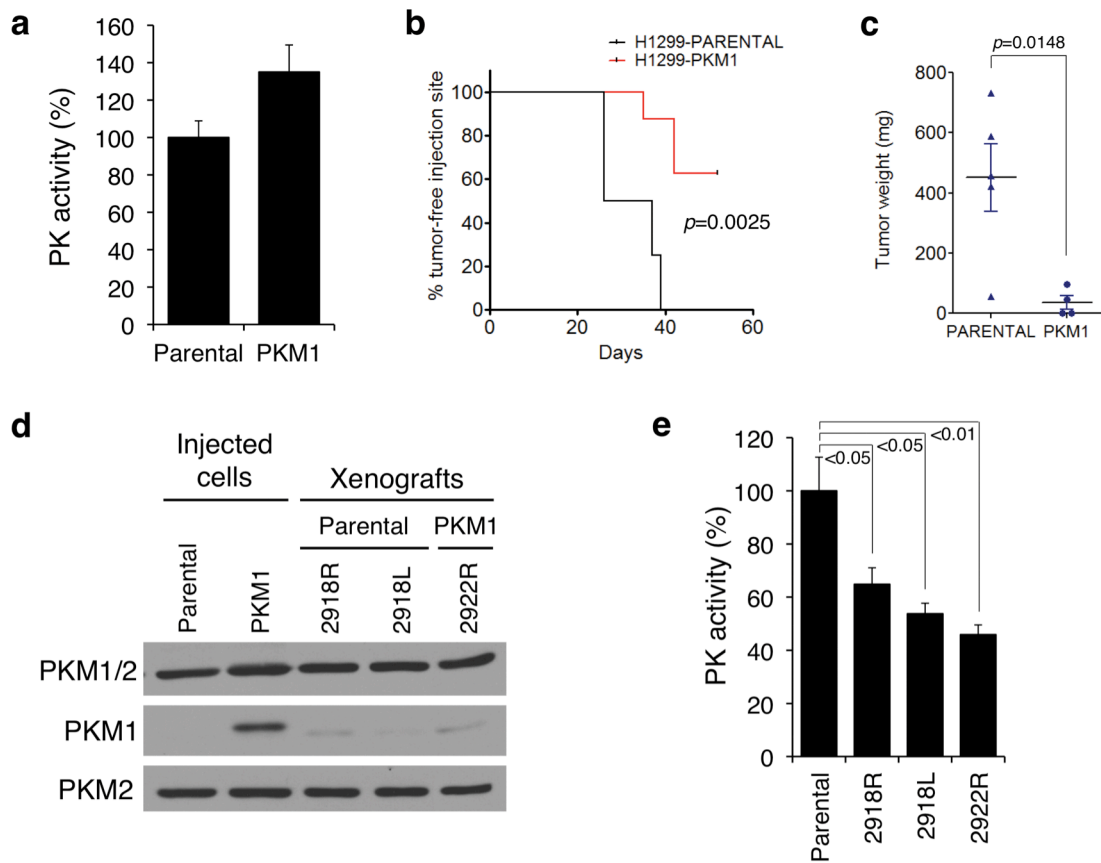 a
160
140
120
100
80
60
40
20
0
PK activity (%)
Parental PKM1
b
H1299-PARENTAL
H1299-PKM1
100
80
60
40
20
0
% tumor-free injection site
p=0.0025
0 20 40 60
Days
c
p=0.0148
800
600
400
200
0
Tumor weight (mg)
PARENTAL PKM1
d
Injected
cells
Xenografts
Parental PKM1
Parental
PKM1
2918R
2918L
2922R
PKM1/2
PKM1
PKM2
e
120
100
80
60
40
20
0
PK activity (%)
<0.05 <0.05 <0.01
Parental
2918R
2918L
2922R